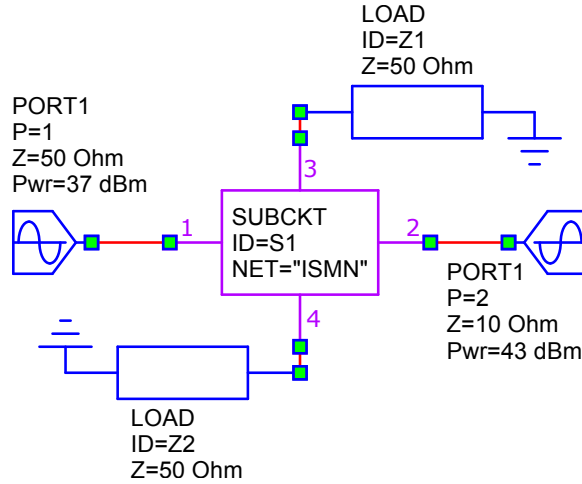 LOAD
ID=Z1
Z=50 Ohm
PORT1
P=1
Z=50 Ohm
Pwr=37 dBm
3
1
SUBCKT
ID=S1
NET="ISMN"
2
4
PORT1
P=2
Z=10 Ohm
Pwr=43 dBm
LOAD
ID=Z2
Z=50 Ohm